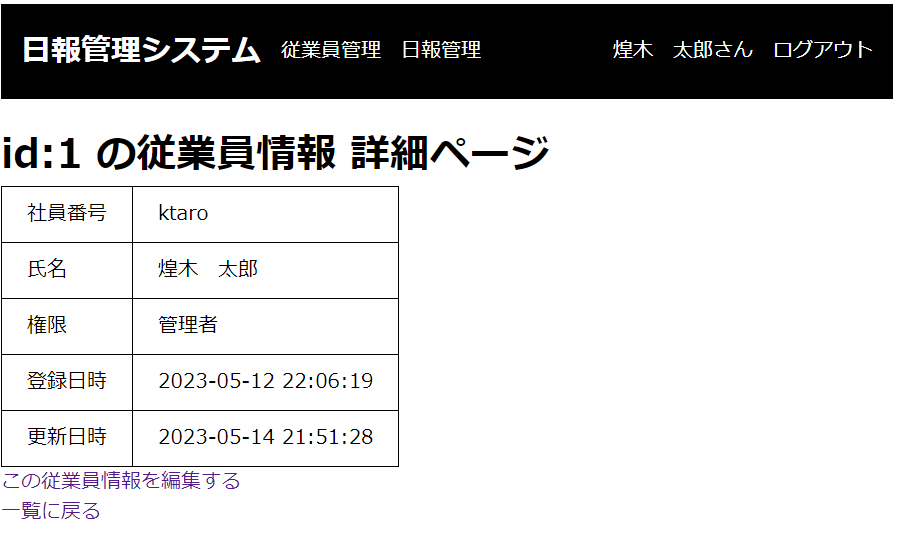 日報管理システム 従業員管理 日報管理 煌木　太郎さん ログアウト
id:1 の従業員情報 詳細ページ
社員番号 ktaro
氏名 煌木　太郎
権限 管理者
登録日時 2023-05-12 22:06:19
更新日時 2023-05-14 21:51:28
この従業員情報を編集する
一覧に戻る